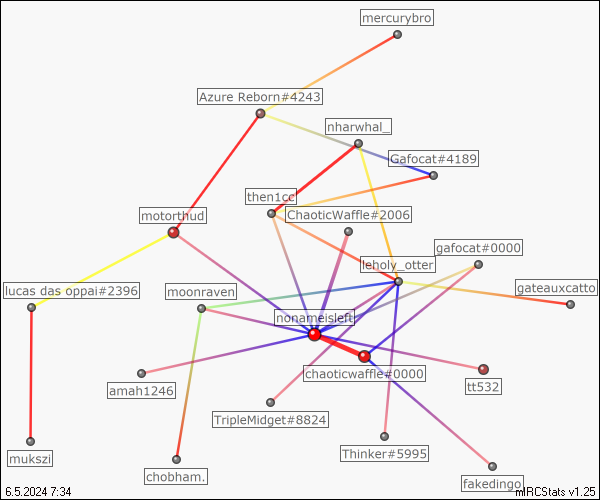 mercurybro
Azure Reborn#4243
nharwhal_
Gafocat#4189
then1cc
ChaoticWaffle#2006
motorthud
gafocat#0000
leholy_otter
lucas das oppai#2396
moonraven
gateauxcatto
nonameisleft
chaoticwaffle#0000
amah1246
tt532
TripleMidget#8824
mukszi
chobham.
Thinker#5995
fakedingo
6.5.2024 7:34
mIRCStats v1.25